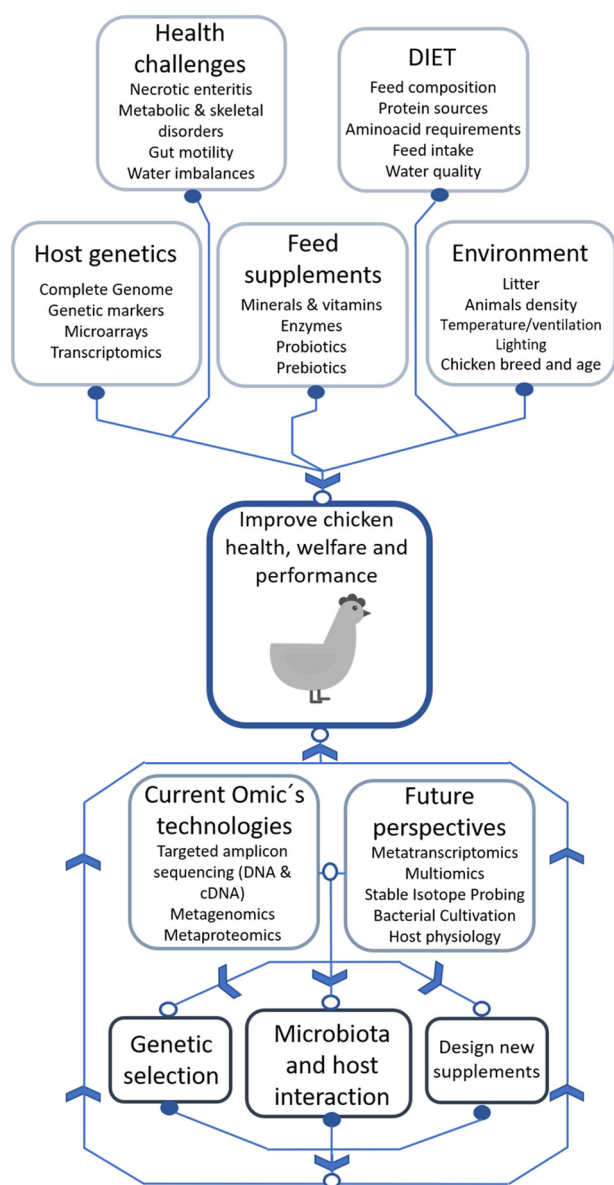 Health
challenges
Necrotic enteritis
Metabolic & skeletal
disorders
Gut motility
Water imbalances
DIET
Feed composition
Protein sources
Aminoacid requirements
Feed intake
Water quality
Host genetics
Complete Genome
Genetic markers
Microarrays
Transcriptomics
Feed
supplements
Minerals & vitamins
Enzymes
Probiotics
Prebiotics
Environment
Litter
Animals density
Temperature/ventilation
Lighting
Chicken breed and age
Improve chicken
health, welfare and
performance
Current Omic´s
technologies
Targeted amplicon
sequencing (DNA &
cDNA)
Metagenomics
Metaproteomics
Future
perspectives
Metatranscriptomics
Multiomics
Stable Isotope Probing
Bacterial Cultivation
Host physiology
Genetic
selection
Microbiota
and host
interaction
Design new
supplements